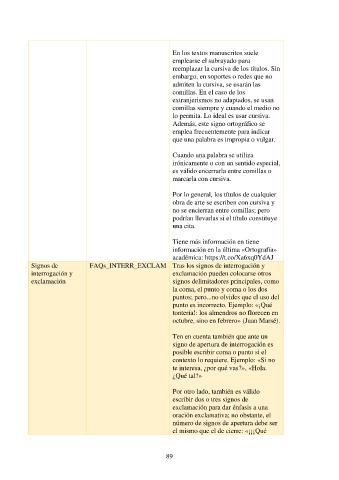 En los textos manuscritos suele
emplearse el subrayado para
reemplazar la cursiva de los títulos. Sin
embargo, en soportes o redes que no
admiten la cursiva, se usarán las
comillas. En el caso de los
extranjerismos no adaptados, se usan
comillas siempre y cuando el medio no
lo permita. Lo ideal es usar cursiva.
Además, este signo ortográfico se
emplea frecuentemente para indicar
que una palabra es impropia o vulgar.
Cuando una palabra se utiliza
irónicamente o con un sentido especial,
es válido encerrarla entre comillas o
marcarla con cursiva.
Por lo general, los títulos de cualquier
obra de arte se escriben con cursiva y
no se encierran entre comillas; pero
podrían llevarlas si el título constituye
una cita.
Tiene más información en tiene
información en la última «Ortografía»
académica: https://t.co/Xa6xq0YdAJ
Signos de
interrogación y
exclamación
FAQs_INTERR_EXCLAM
Tras los signos de interrogación y
exclamación pueden colocarse otros
signos delimitadores principales, como
la coma, el punto y coma o los dos
puntos; pero...no olvides que el uso del
punto es incorrecto. Ejemplo: «¡Qué
tontería!: los almendros no florecen en
octubre, sino en febrero» (Juan Marsé).
Ten en cuenta también que ante un
signo de apertura de interrogación es
posible escribir coma o punto si el
contexto lo requiere. Ejemplo: «Si no
te interesa, ¿por qué vas?», «Hola.
¿Qué tal?»
Por otro lado, también es válido
escribir dos o tres signos de
exclamación para dar énfasis a una
oración exclamativa; no obstante, el
número de signos de apertura debe ser
el mismo que el de cierre: «¡¡¡Qué
89